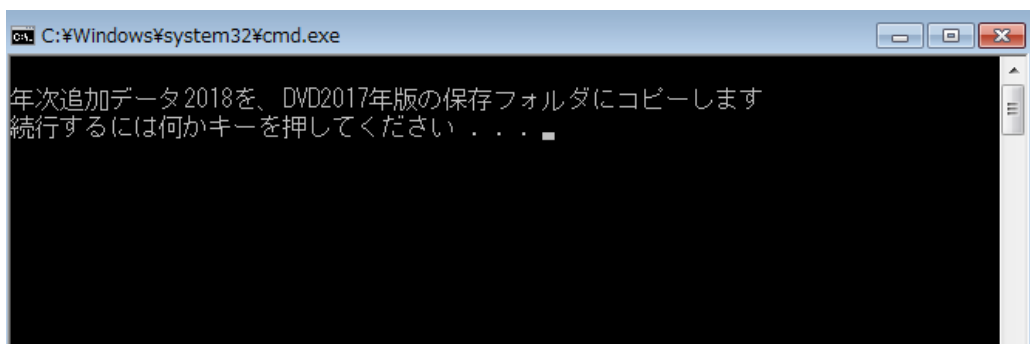 C:¥Windows¥system32¥cmd.exe
年次追加データ2018を、DVD2017年版の保存フォルダにコピーします
続行するには何かキーを押してください . . .